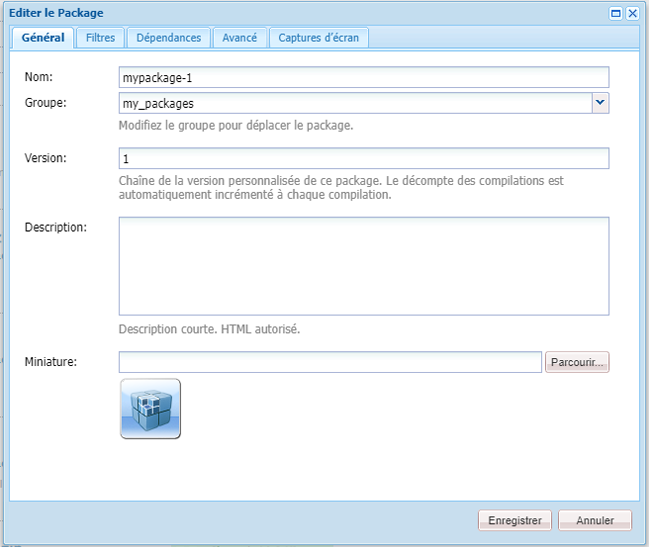 Editer le Package
Général
Filtres
Dépendances
Avancé
Captures d'écran
Nom:
mypackage-1
Groupe:
my_packages
Modifiez le groupe pour déplacer le package.
Version:
1
Chaîne de la version personnalisée de ce package. Le décompte des compilations est
automatiquement incrémenté à chaque compilation.
Description:
Description courte. HTML autorisé.
Miniature:
Parcourir...
Enregistrer
Annuler